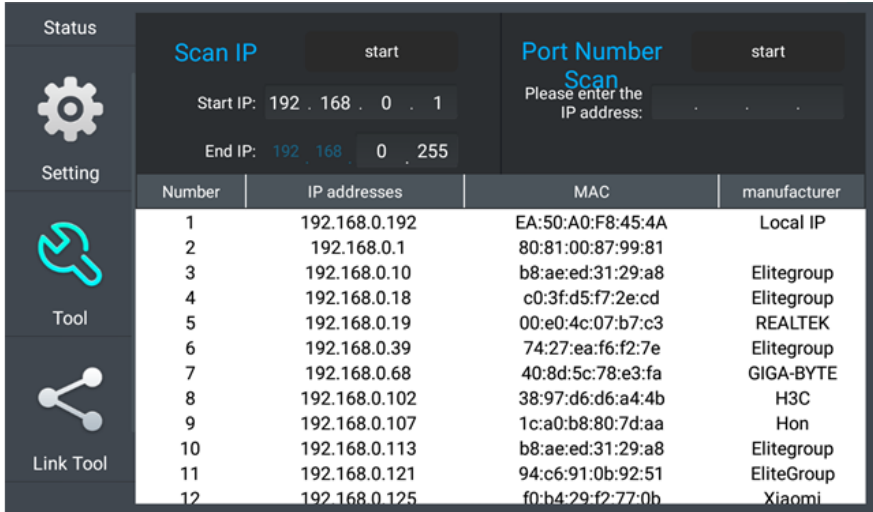 Status
Setting
Tool
Link Tool
Scan IP
start
Start IP: 192 . 168 . 0 . 1
End IP: 192 . 168 . 0 . 255
Port Number
Scan
start
Please enter the
IP address: . . .
Number IP addresses MAC manufacturer
1 192.168.0.192 EA:50:A0:F8:45:4A Local IP
2 192.168.0.1 80:81:00:87:99:81
3 192.168.0.10 b8:ae:ed:31:29:a8 Elitegroup
4 192.168.0.18 c0:3f:d5:f7:2e:cd Elitegroup
5 192.168.0.19 00:e0:4c:07:b7:c3 REALTEK
6 192.168.0.39 74:27:ea:f6:f2:7e Elitegroup
7 192.168.0.68 40:8d:5c:78:e3:fa GIGA-BYTE
8 192.168.0.102 38:97:d6:d6:a4:4b H3C
9 192.168.0.107 1c:a0:b8:80:7d:aa Hon
10 192.168.0.113 b8:ae:ed:31:29:a8 Elitegroup
11 192.168.0.121 94:c6:91:0b:92:51 EliteGroup
12 192.168.0.125 f0:b4:29:f2:77:0b Xiaomi